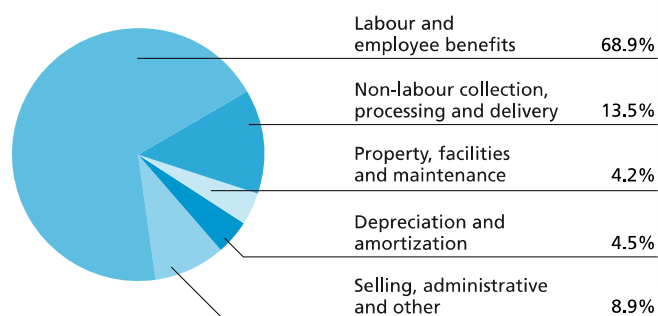 Labour and
employee benefits 68.9%
Non-labour collection,
processing and delivery 13.5%
Property, facilities
and maintenance 4.2%
Depreciation and
amortization 4.5%
Selling, administrative
and other 8.9%